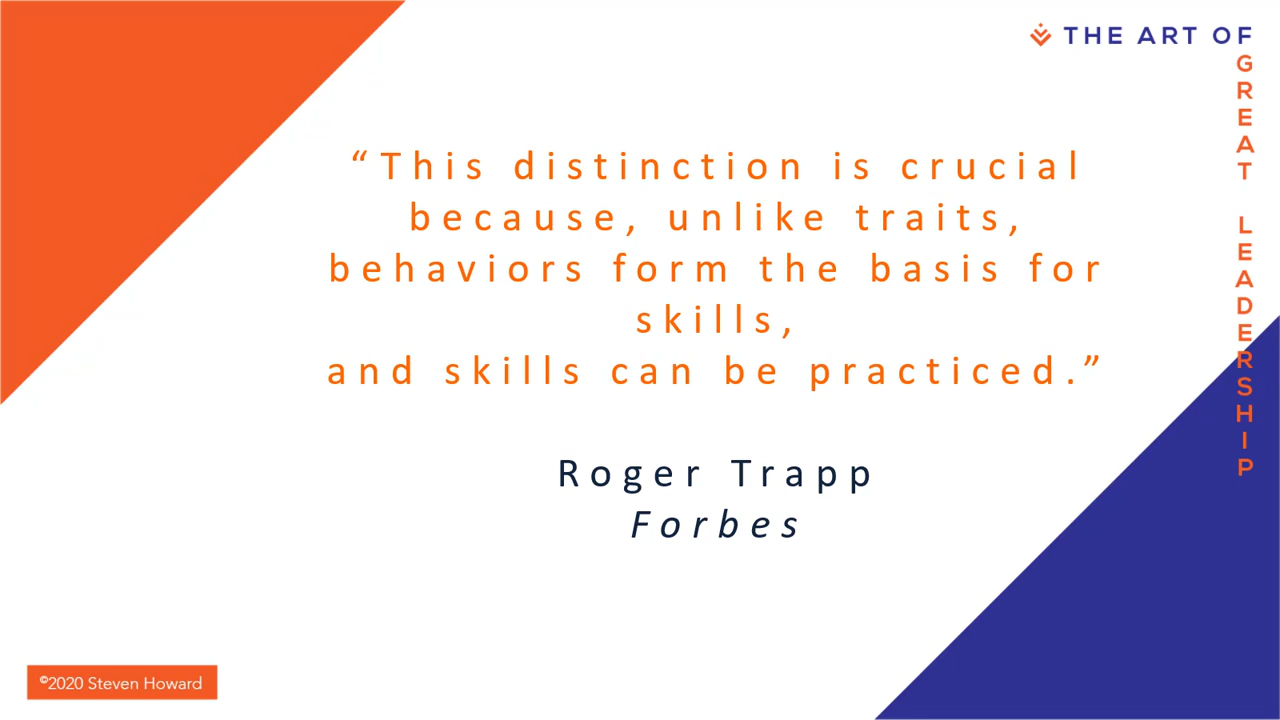 THE ART OF
GREAT LEADERSHIP
“This distinction is crucial
because, unlike traits,
behaviors form the basis for
skills,
and skills can be practiced.”
Roger Trapp
Forbes
©2020 Steven Howard